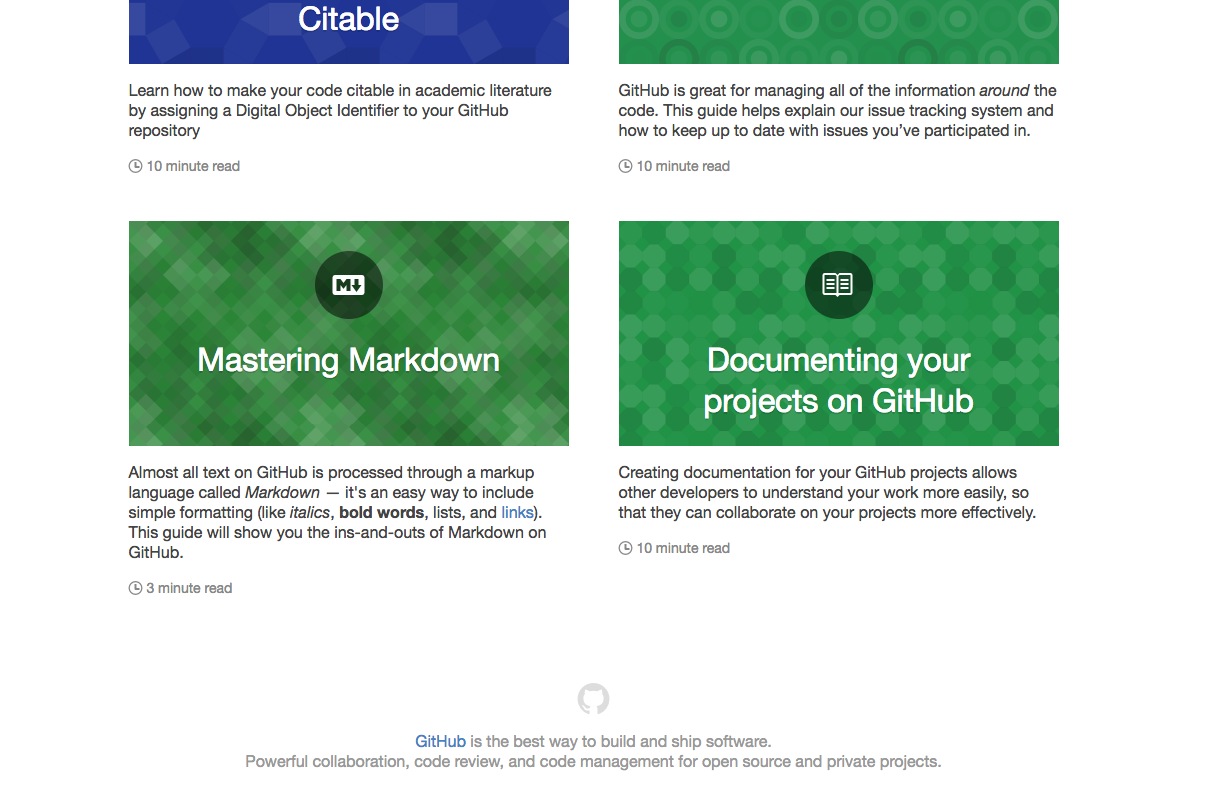 Citable
Learn how to make your code citable in academic literature
by assigning a Digital Object Identifier to your GitHub
repository
10 minute read
GitHub is great for managing all of the information around the
code. This guide helps explain our issue tracking system and
how to keep up to date with issues you’ve participated in.
10 minute read
M
Mastering Markdown
Almost all text on GitHub is processed through a markup
language called Markdown — it's an easy way to include
simple formatting (like italics, bold words, lists, and links).
This guide will show you the ins-and-outs of Markdown on
GitHub.
3 minute read
Documenting your
projects on GitHub
Creating documentation for your GitHub projects allows
other developers to understand your work more easily, so
that they can collaborate on your projects more effectively.
10 minute read
GitHub is the best way to build and ship software.
Powerful collaboration, code review, and code management for open source and private projects.